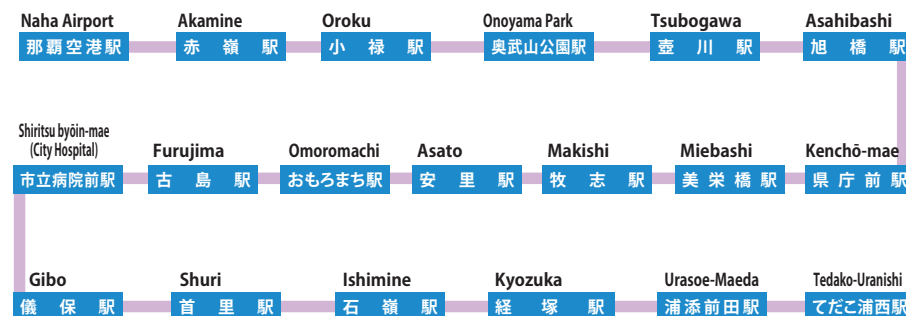 Naha Airport Akamine Oroku Onoyama Park Tsubogawa Asahibashi
那覇空港駅 赤嶺駅 小禄駅 奥武山公園駅 壺川駅 旭橋駅
Shiritsu byōin-mae
(City Hospital) Furujima Omoromachi Asato Makishi Miebashi Kenchō-mae
市立病院前駅 古島駅 おもろまち駅 安里駅 牧志駅 美栄橋駅 県庁前駅
Gibo Shuri Ishimine Kyozuka Urasoe-Maeda Tedako-Uranishi
儀保駅 首里駅 石嶺駅 経塚駅 浦添前田駅 てだこ浦西駅